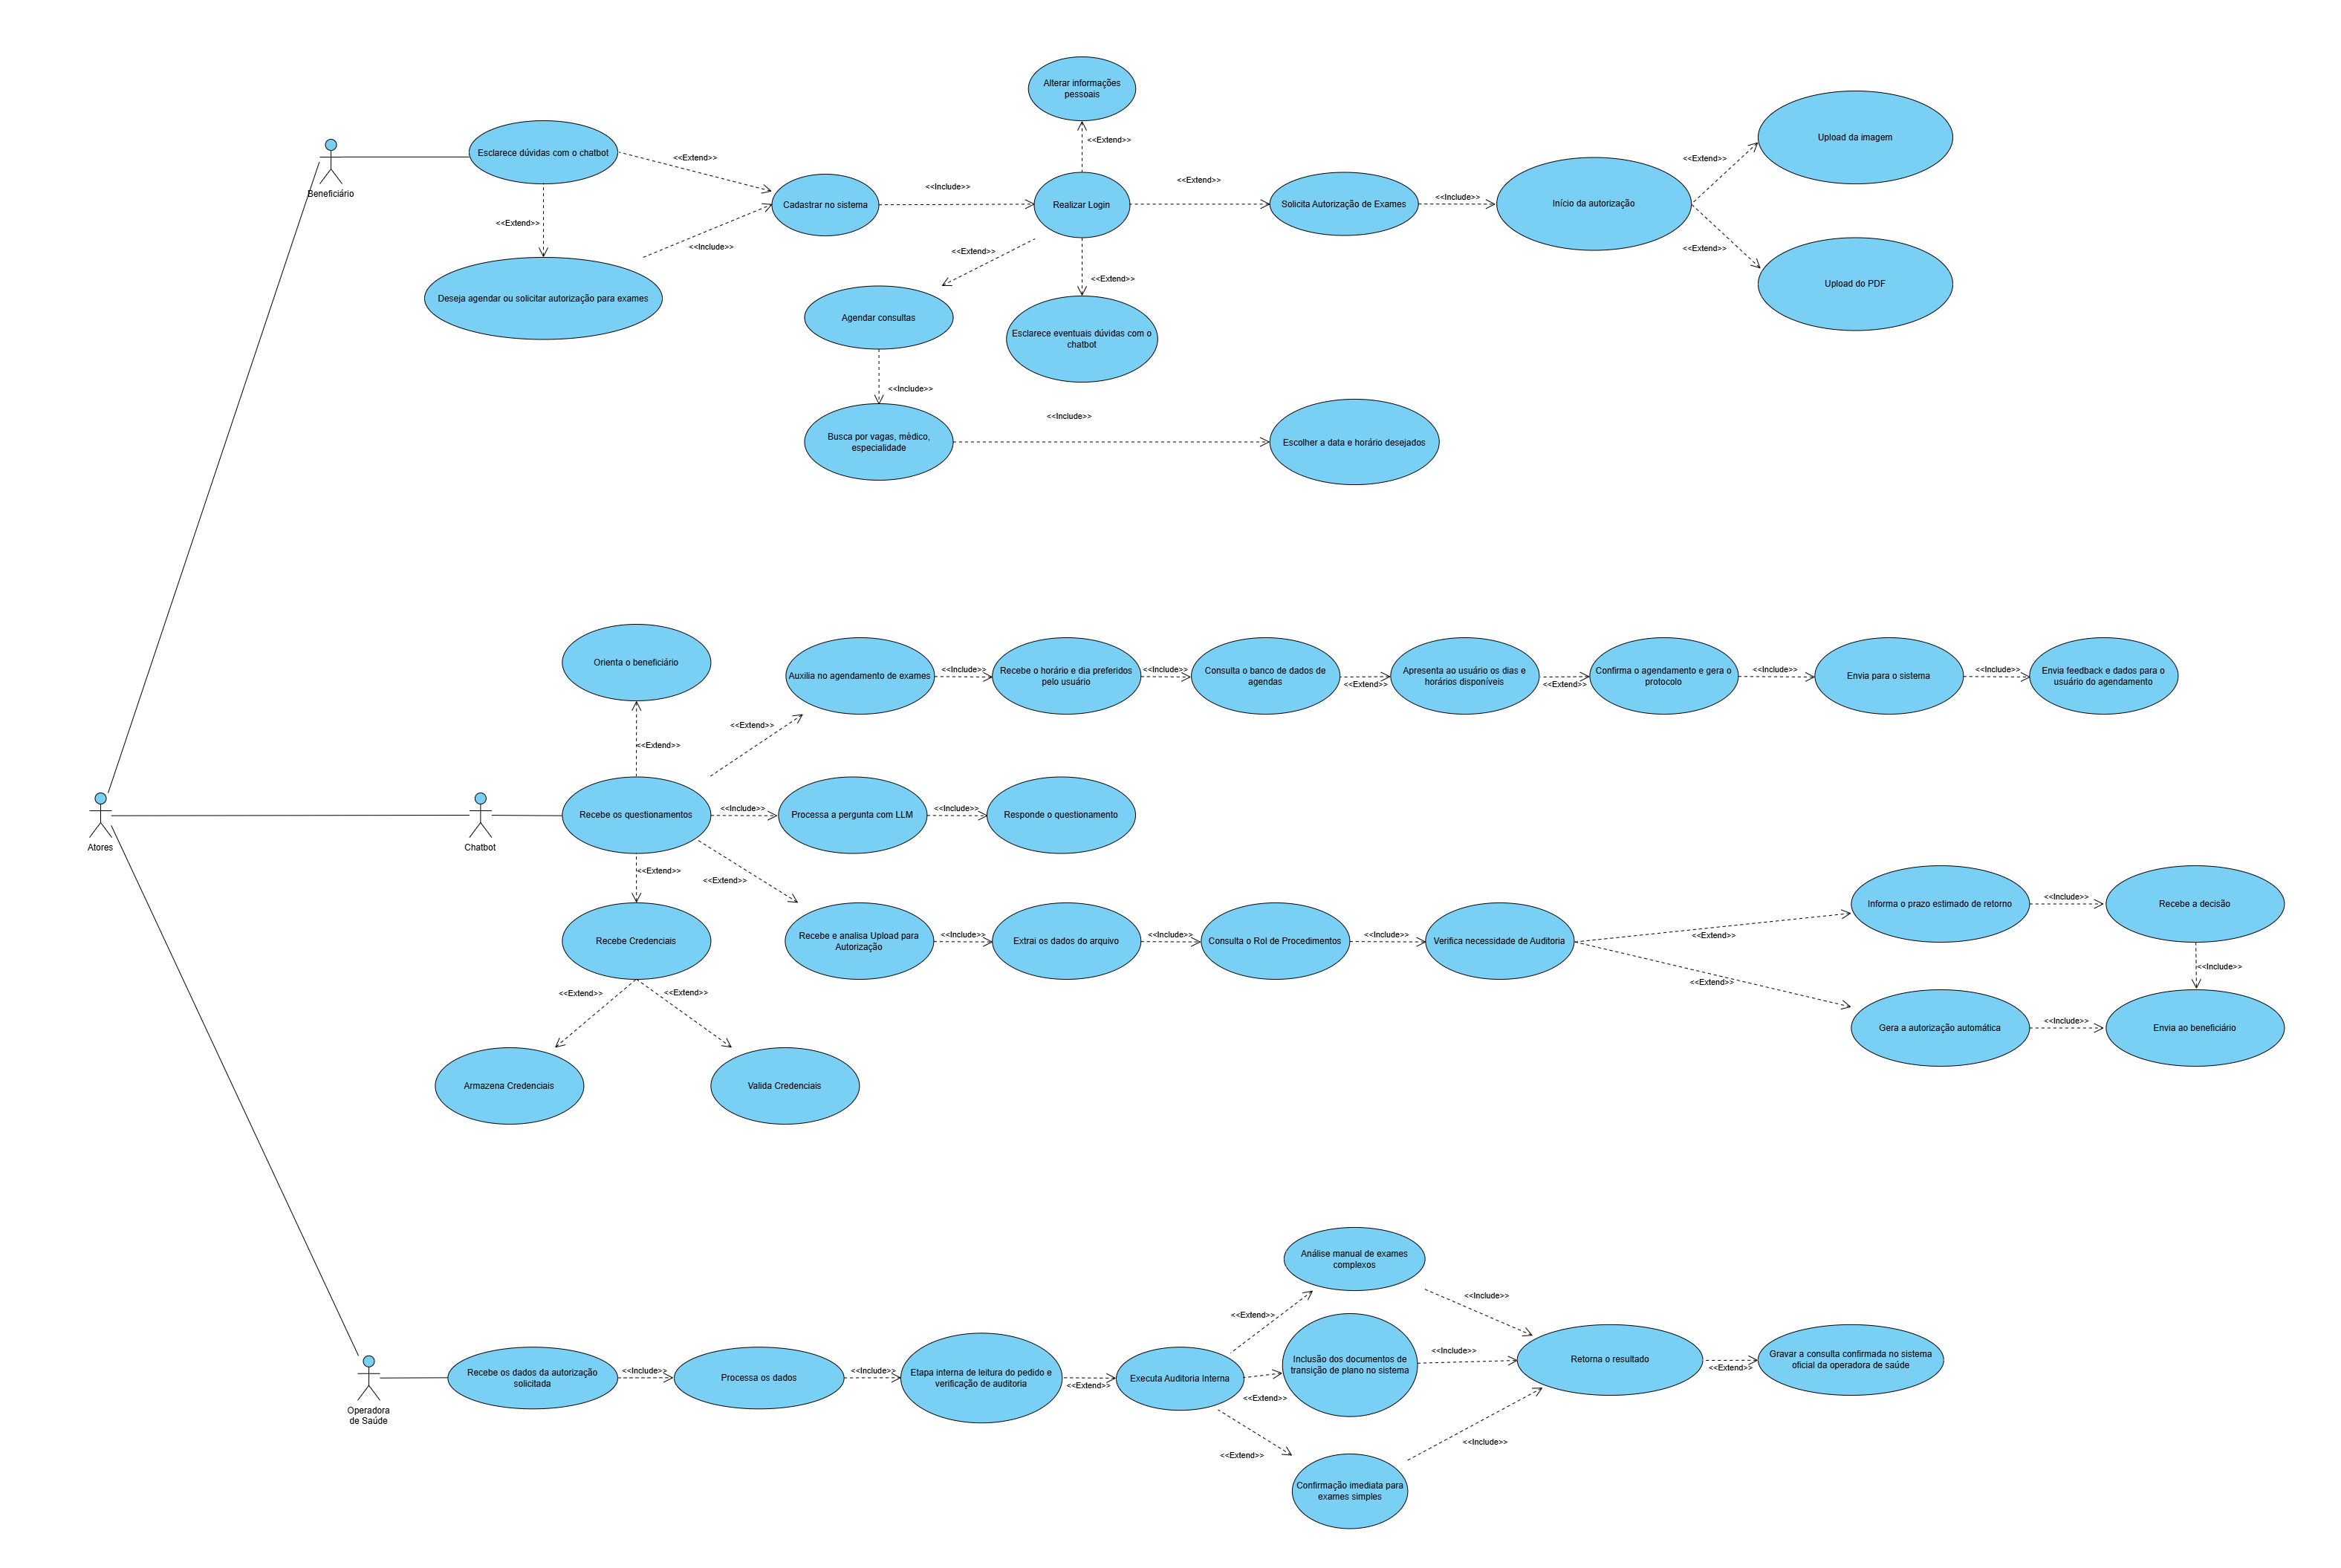 Alterar informações
pessoais
<<Extend>>
Upload da imagem
Esclarece dúvidas com o chatbot
<<Extend>>
<<Extend>>
Beneficiário
<<Include>>
<<Extend>>
Cadastrar no sistema
Realizar Login
Solicita Autorização de Exames
<<Include>>
Início da autorização
<<Extend>>
<<Include>>
<<Extend>>
<<Extend>>
<<Extend>>
Upload do PDF
Deseja agendar ou solicitar autorização para exames
Agendar consultas
Esclarece eventuais dúvidas com o
chatbot
<<Include>>
<<Include>>
Busca por vagas, médico,
especialidade
Escolher a data e horário desejados
Orienta o beneficiário
Auxilia no agendamento de exames
<<Include>>
Recebe o horário e dia preferidos
pelo usuário
<<Include>>
Consulta o banco de dados de
agendas
<<Extend>>
Apresenta ao usuário os dias e
horários disponíveis
<<Extend>>
Confirma o agendamento e gera o
protocolo
<<Include>>
Envia para o sistema
<<Include>>
Envia feedback e dados para o
usuário do agendamento
<<Extend>>
<<Extend>>
Atores
Chatbot
Recebe os questionamentos
<<Include>>
Processa a pergunta com LLM
<<Include>>
Responde o questionamento
<<Extend>>
<<Extend>>
Recebe Credenciais
Recebe e analisa Upload para
Autorização
<<Include>>
Extrai os dados do arquivo
<<Include>>
Consulta o Rol de Procedimentos
<<Include>>
Verifica necessidade de Auditoria
<<Extend>>
Informa o prazo estimado de retorno
<<Include>>
Recebe a decisão
<<Include>>
<<Extend>>
Gera a autorização automática
<<Include>>
Envia ao beneficiário
<<Extend>>
<<Extend>>
Armazena Credenciais
Valida Credenciais
Análise manual de exames
complexos
<<Include>>
<<Extend>>
Operadora
de Saúde
Recebe os dados da autorização
solicitada
<<Include>>
Processa os dados
<<Include>>
Etapa interna de leitura do pedido e
verificação de auditoria
<<Extend>>
Executa Auditoria Interna
<<Extend>>
Inclusão dos documentos de
transição de plano no sistema
<<Include>>
Retorna o resultado
<<Extend>>
Gravar a consulta confirmada no sistema
oficial da operadora de saúde
<<Extend>>
<<Include>>
Confirmação imediata para
exames simples